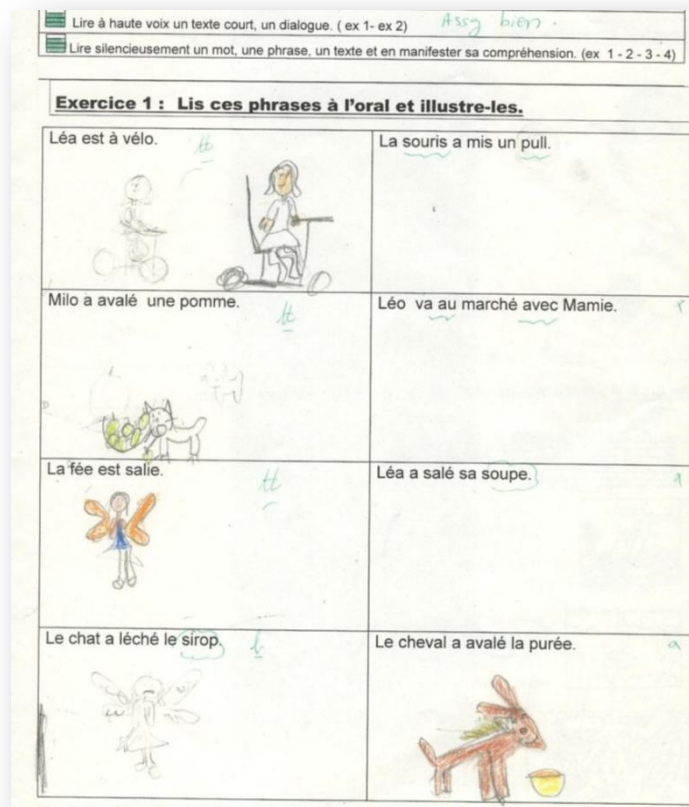 Lire à haute voix un texte court, un dialogue. ( ex 1- ex 2) Assez bien.
Lire silencieusement un mot, une phrase, un texte et en manifester sa compréhension. (ex 1 - 2 - 3 - 4)
Exercice 1 : Lis ces phrases à l'oral et illustre-les.
Léa est à vélo. tb
La souris a mis un pull.
Milo a avalé une pomme. tb
Léo va au marché avec Mamie.
La fée est salie. tb
Léa a salé sa soupe. a
Le chat a léché le sirop. b
Le cheval a avalé la purée. a